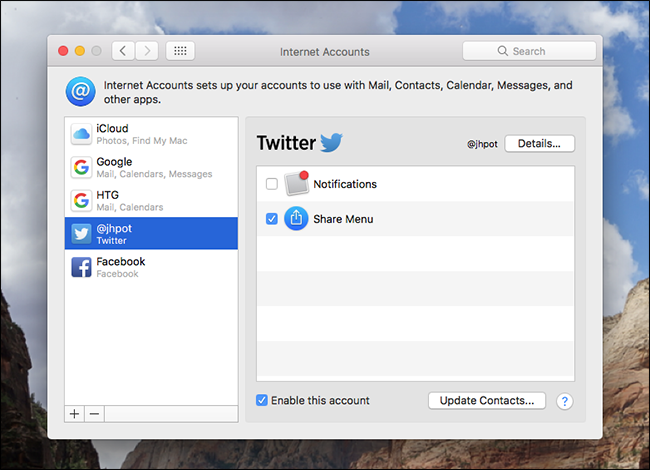 Internet Accounts
Search
Internet Accounts sets up your accounts to use with Mail, Contacts, Calendar, Messages, and
other apps.
iCloud
Photos, Find My Mac
Google
Mail, Calendars, Messages
HTG
Mail, Calendars
@jhpot
Twitter
Facebook
Facebook
Twitter
@jhpot
Details...
Notifications
Share Menu
Enable this account
Update Contacts...
?